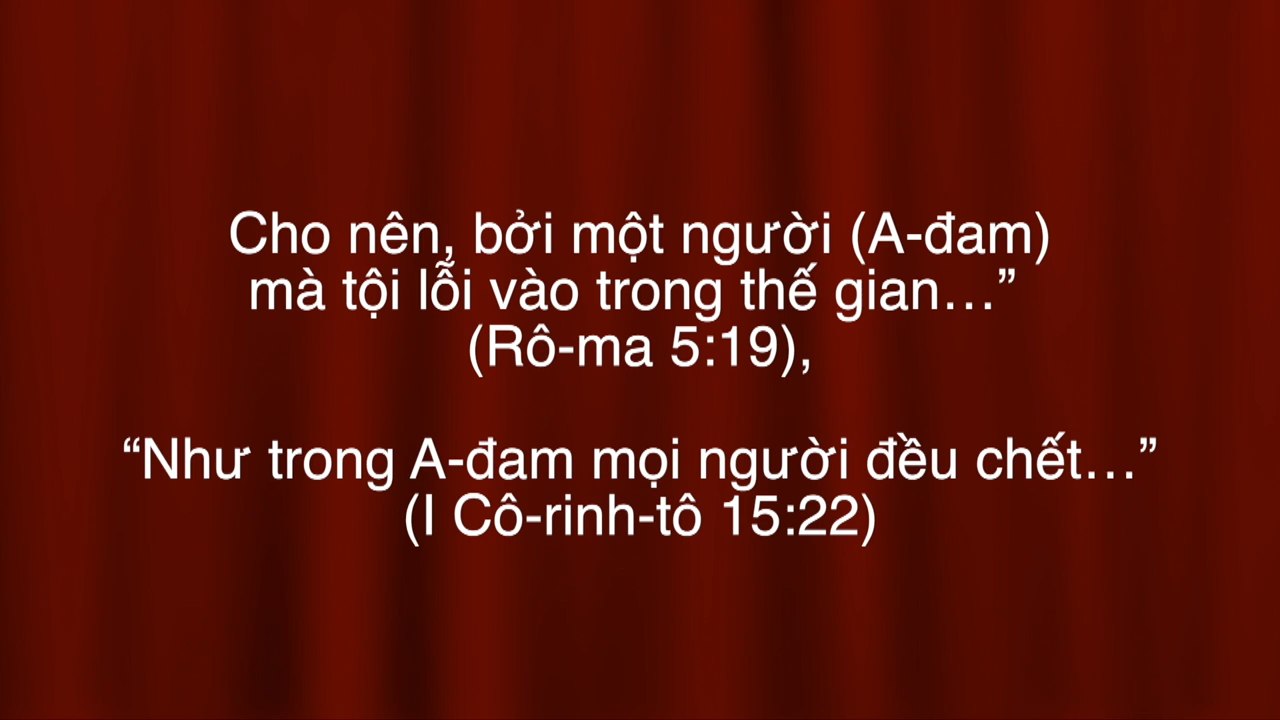 Cho nên, bởi một người (A-đam)
mà tội lỗi vào trong thế gian…”
(Rô-ma 5:19),
“Như trong A-đam mọi người đều chết…”
(I Cô-rinh-tô 15:22)